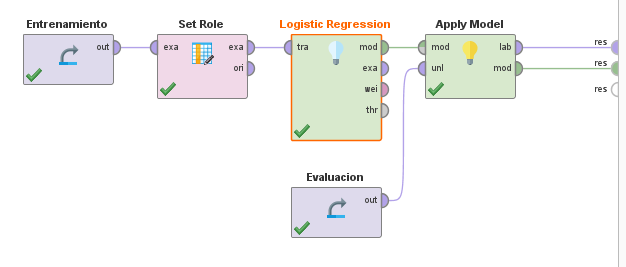 Entrenamiento
out
Set Role
exa
exa
ori
Logistic Regression
tra
mod
exa
wei
thr
Apply Model
mod
lab
unl
mod
res
res
res
Evaluacion
out